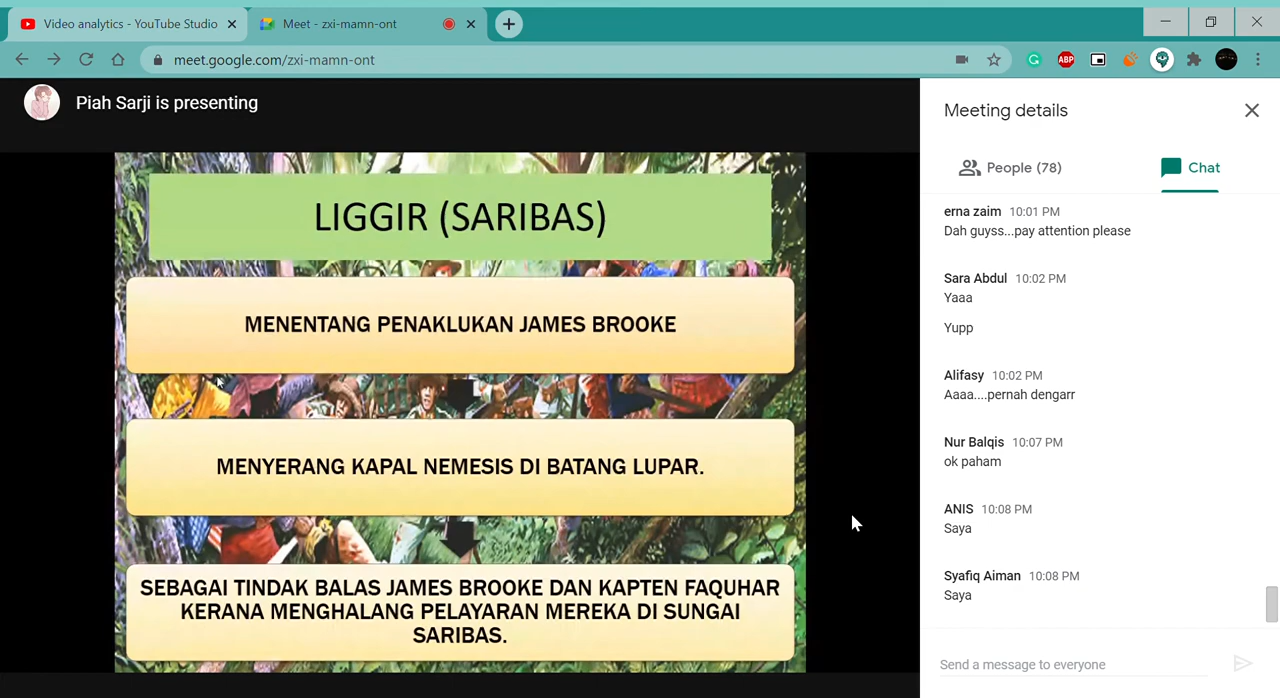 Video analytics - YouTube Studio
Meet - zxi-mamn-ont
meet.google.com/zxi-mamn-ont
ABP
Piah Sarji is presenting
LIGGIR (SARIBAS)
MENENTANG PENAKLUKAN JAMES BROOKE
MENYERANG KAPAL NEMESIS DI BATANG LUPAR.
SEBAGAI TINDAK BALAS JAMES BROOKE DAN KAPTEN FAQUHAR
KERANA MENGHALANG PELAYARAN MEREKA DI SUNGAI
SARIBAS.
Meeting details
People (78)
Chat
erna zaim 10:01 PM
Dah guyss...pay attention please
Sara Abdul 10:02 PM
Yaaa
Yupp
Alifasy 10:02 PM
Aaaa....pernah dengarr
Nur Balqis 10:07 PM
ok paham
ANIS 10:08 PM
Saya
Syafiq Aiman 10:08 PM
Saya
Send a message to everyone